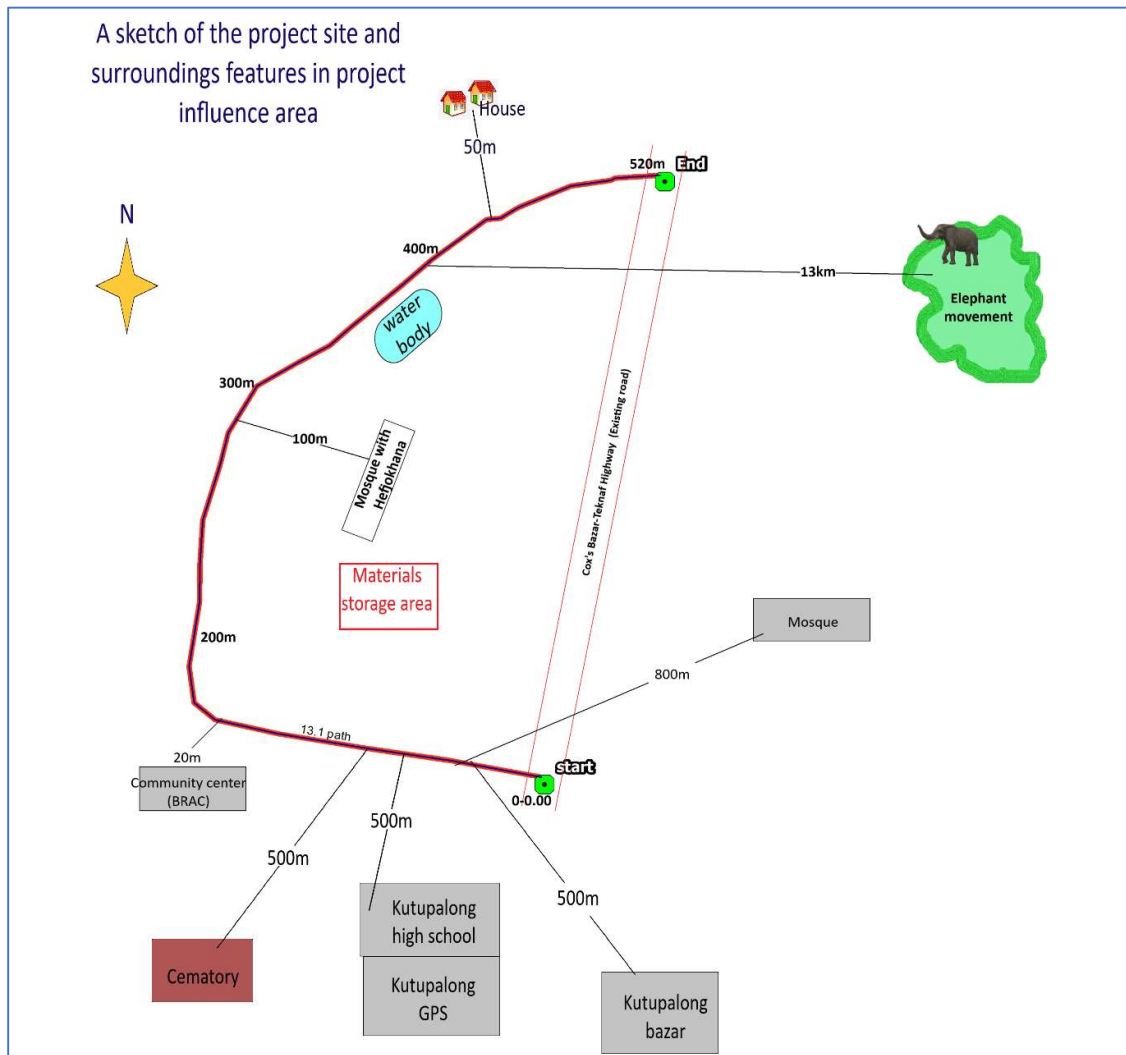 A sketch of the project site and
surroundings features in project
influence area
House
50m
520m
End
N
400m
13km
Elephant
movement
water
body
300m
100m
Mosque with
Hefjokhana
Cox's Bazar-Teknaf Highway (Existing road)
Materials
storage area
Mosque
200m
800m
13.1 path
start
20m
0-0.00
Community center
(BRAC)
500m
500m
500m
Kutupalong
high school
Cematory
Kutupalong
GPS
Kutupalong
bazar